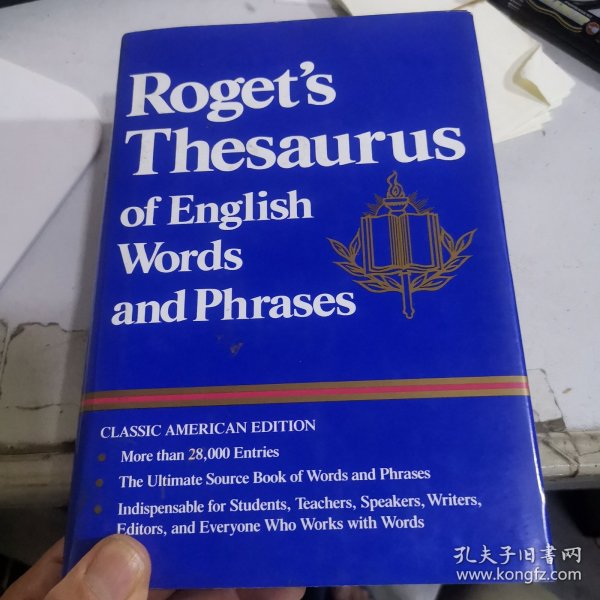 Roget's
Thesaurus
of English
Words
and Phrases
CLASSIC AMERICAN EDITION
• More than 28,000 Entries
• The Ultimate Source Book of Words and Phrases
• Indispensable for Students, Teachers, Speakers, Writers,
Editors, and Everyone Who Works with Words
孔夫子旧书网
www.kongfz.com